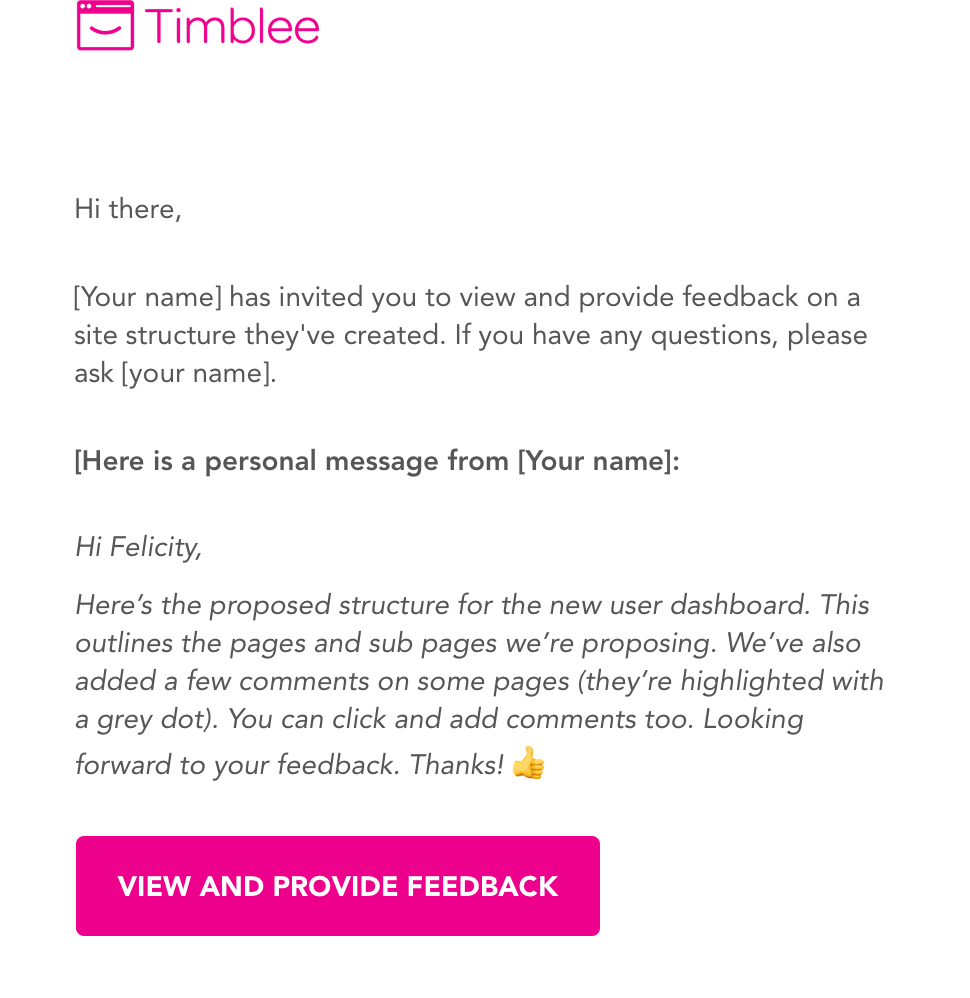 Timblee
Hi there,
[Your name] has invited you to view and provide feedback on a
site structure they've created. If you have any questions, please
ask [your name].
[Here is a personal message from [Your name]:
Hi Felicity,
Here’s the proposed structure for the new user dashboard. This
outlines the pages and sub pages we’re proposing. We’ve also
added a few comments on some pages (they’re highlighted with
a grey dot). You can click and add comments too. Looking
forward to your feedback. Thanks! 👍
VIEW AND PROVIDE FEEDBACK